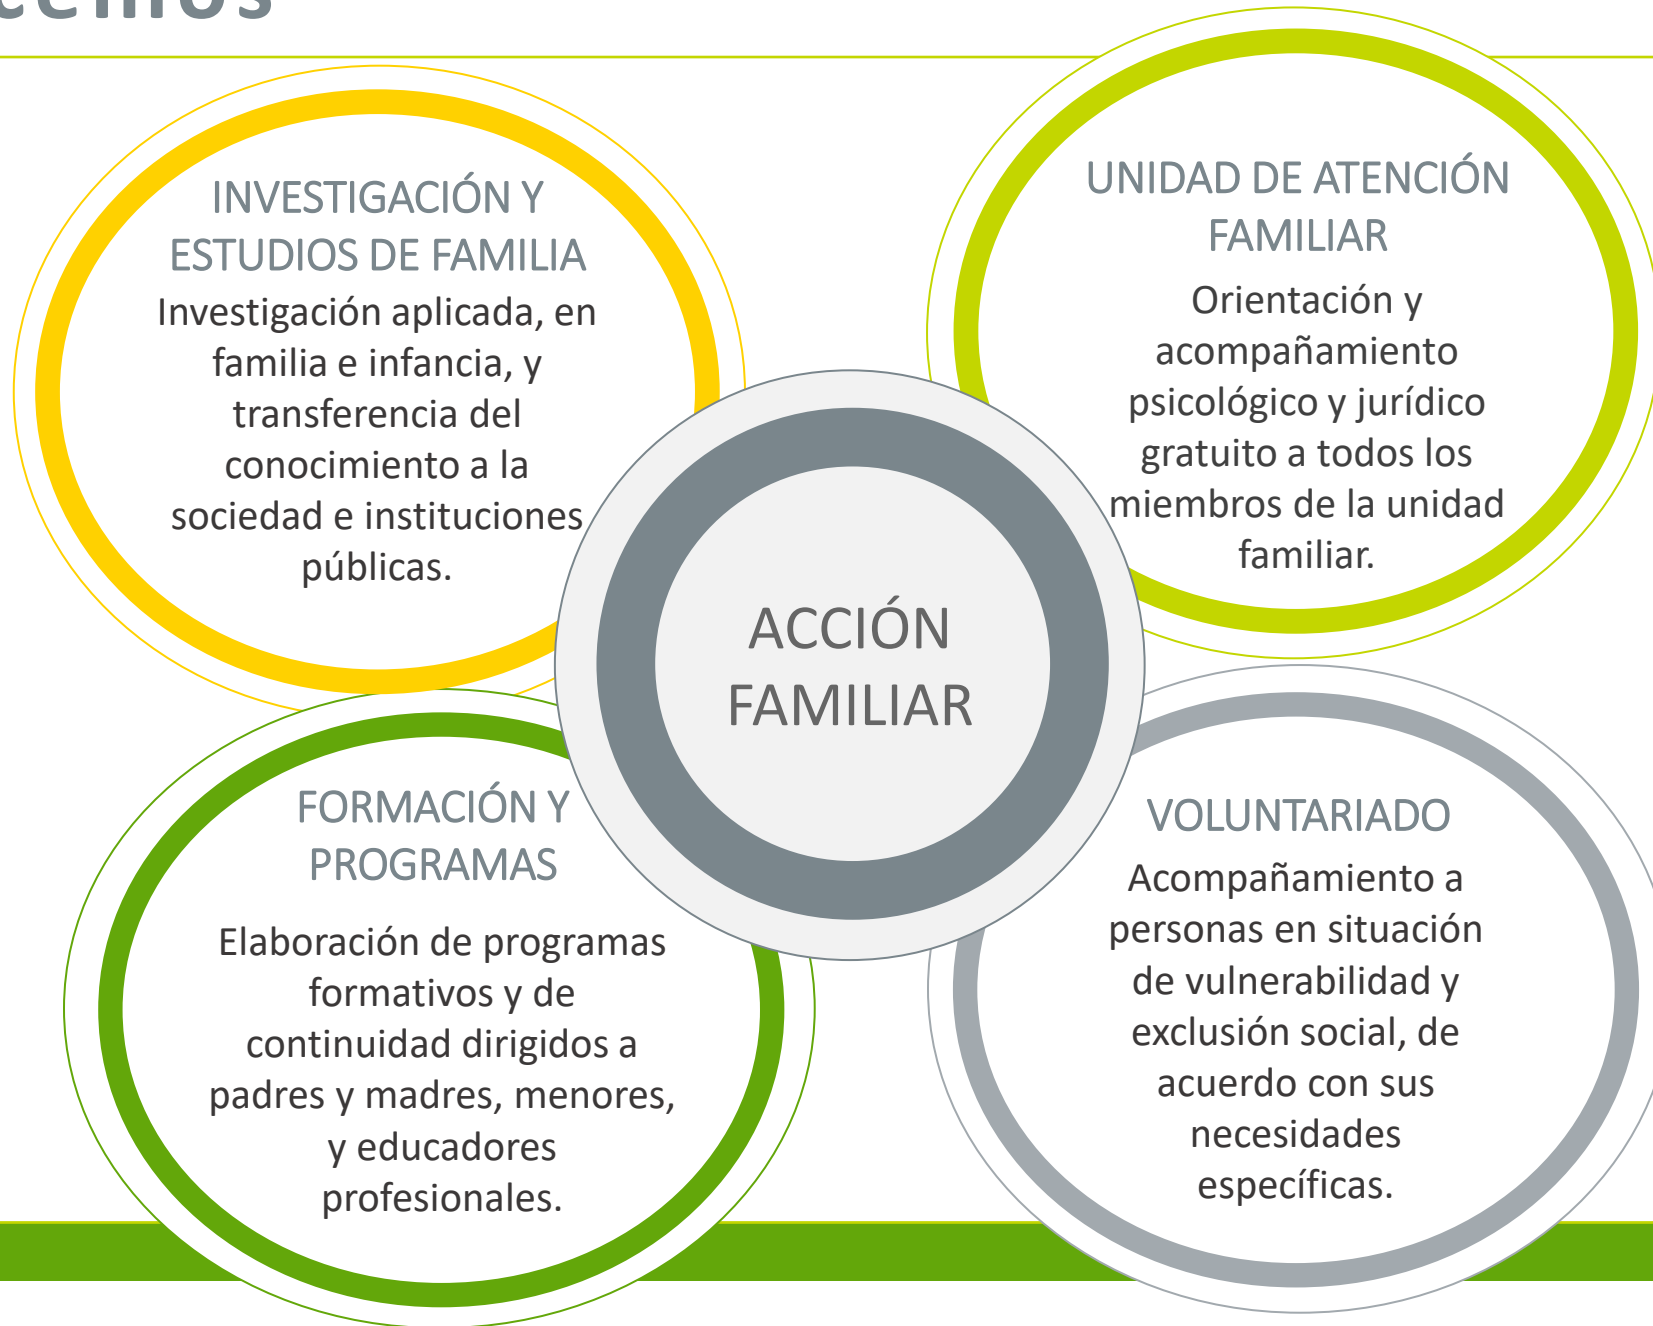 INVESTIGACIÓN Y
ESTUDIOS DE FAMILIA
Investigación aplicada, en
familia e infancia, y
transferencia del
conocimiento a la
sociedad e instituciones
públicas.
UNIDAD DE ATENCIÓN
FAMILIAR
Orientación y
acompañamiento
psicológico y jurídico
gratuito a todos los
miembros de la unidad
familiar.
ACCIÓN
FAMILIAR
FORMACIÓN Y
PROGRAMAS
Elaboración de programas
formativos y de
continuidad dirigidos a
padres y madres, menores,
y educadores
profesionales.
VOLUNTARIADO
Acompañamiento a
personas en situación
de vulnerabilidad y
exclusión social, de
acuerdo con sus
necesidades
específicas.